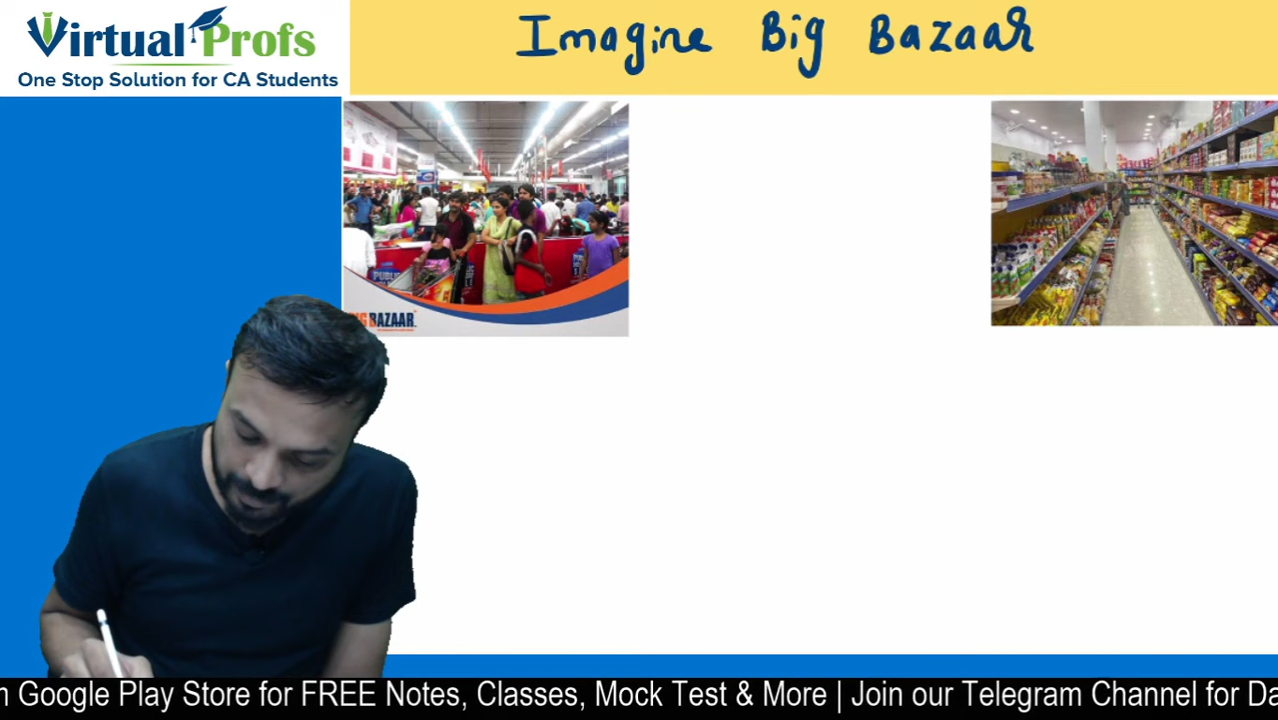 Virtual Profs
One Stop Solution for CA Students
Imagine Big Bazaar
BIG BAZAAR
m Google Play Store for FREE Notes, Classes, Mock Test & More | Join our Telegram Channel for Da